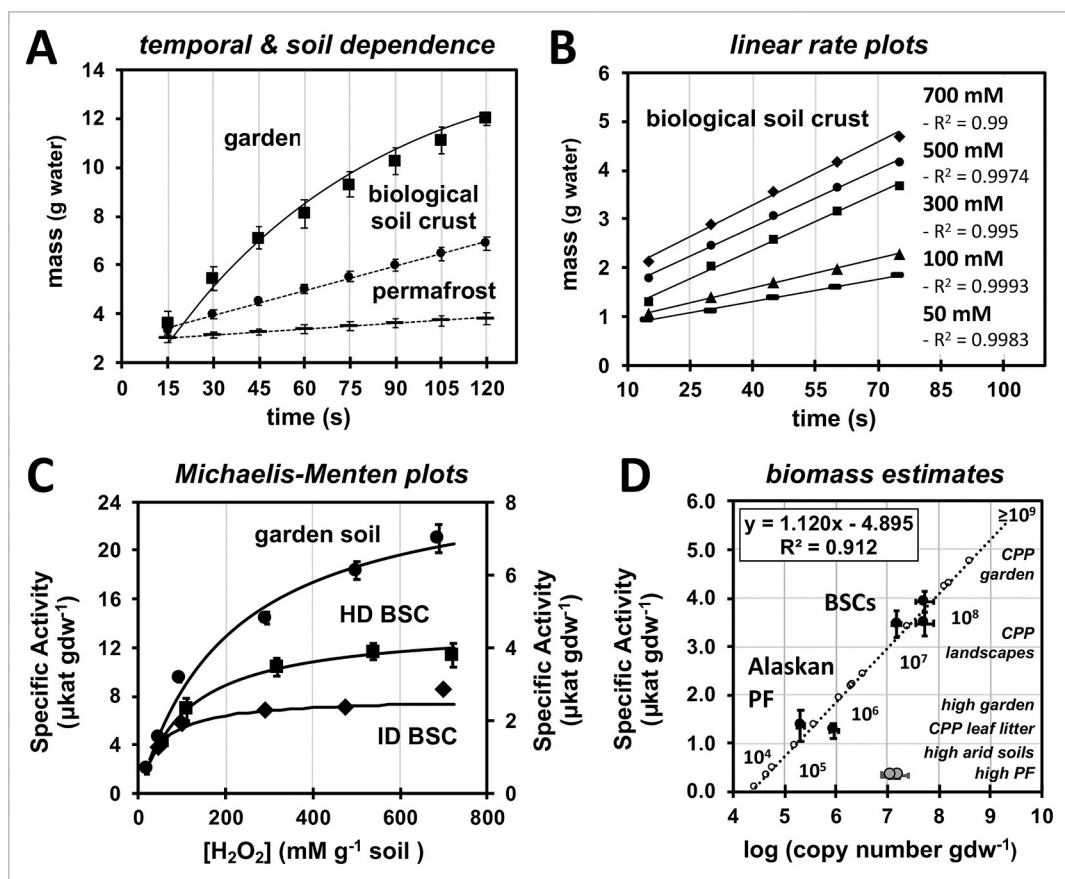 A
temporal & soil dependence
14
12
10
8
6
4
2
mass (g water)
garden
biological
soil crust
permafrost
0 15 30 45 60 75 90 105 120
time (s)
B
linear rate plots
6
5
4
3
2
1
0
mass (g water)
biological soil crust
700 mM
- R² = 0.99
500 mM
- R² = 0.9974
300 mM
- R² = 0.995
100 mM
- R² = 0.9993
50 mM
- R² = 0.9983
10 25 40 55 70 85 100
time (s)
C
Michaelis-Menten plots
24
20
16
12
8
4
0
Specific Activity
(μkat gdw⁻¹)
garden soil
HD BSC
ID BSC
8
6
4
2
0
Specific Activity
(μkat gdw⁻¹)
0 200 400 600 800
[H₂O₂] (mM g⁻¹ soil )
D
biomass estimates
6.0
5.0
4.0
3.0
2.0
1.0
0.0
y = 1.120x - 4.895
R² = 0.912
≥10⁹
CPP
garden
BSCs
10⁸
CPP
landscapes
10⁷
Alaskan
PF
high garden
10⁶
CPP leaf litter
10⁴
high arid soils
10⁵
high PF
4 5 6 7 8 9 10
log (copy number gdw⁻¹)